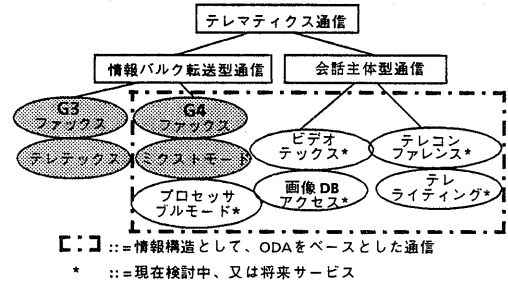 テレマティクス通信
情報バルク転送型通信
会話主体型通信
G3
ファックス
G4
ファックス
テレテックス
ミクストモード
プロセッサ
ブルモード*
ビデオ
テックス*
画像DB
アクセス*
テレコン
ファレンス*
テレ
ライティング*
::=情報構造として、ODAをベースとした通信
* ::=現在検討中、又は将来サービス